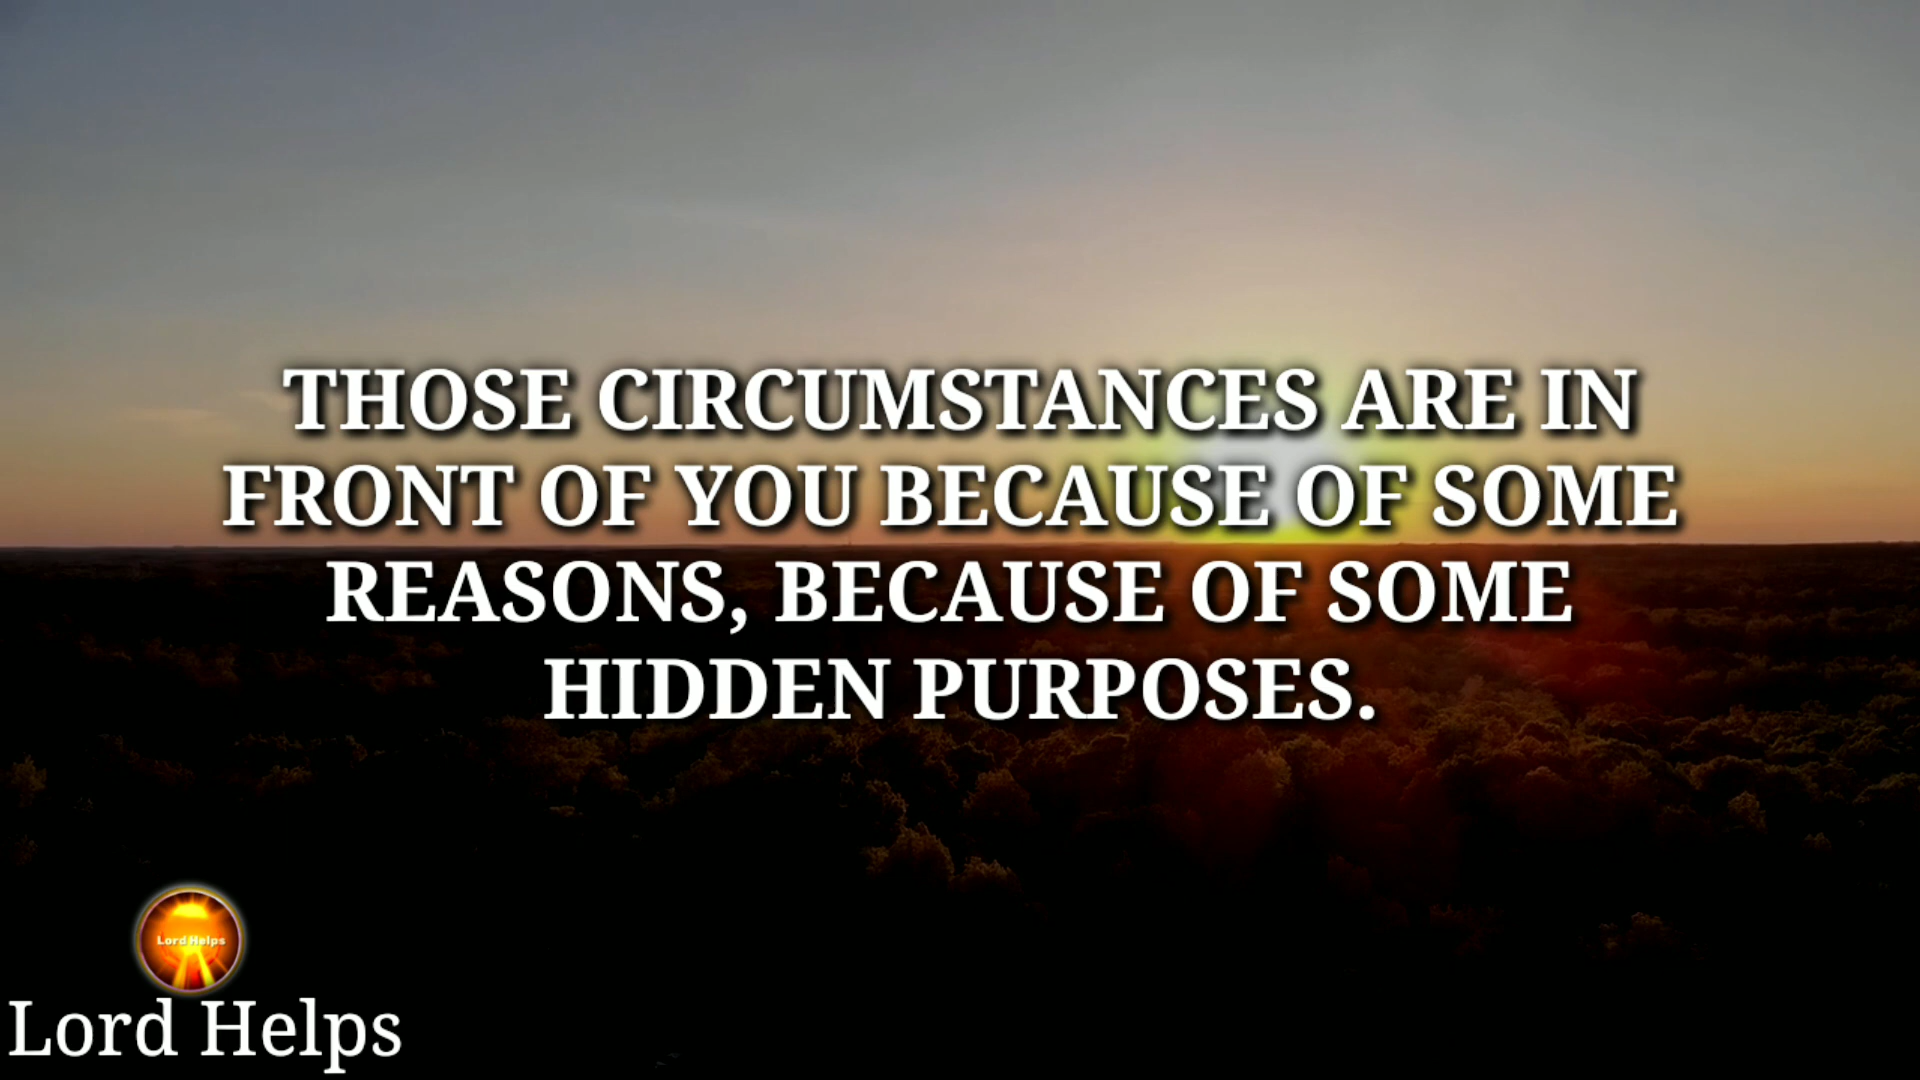 THOSE CIRCUMSTANCES ARE IN
FRONT OF YOU BECAUSE OF SOME
REASONS, BECAUSE OF SOME
HIDDEN PURPOSES.
Lord Helps
Lord Helps